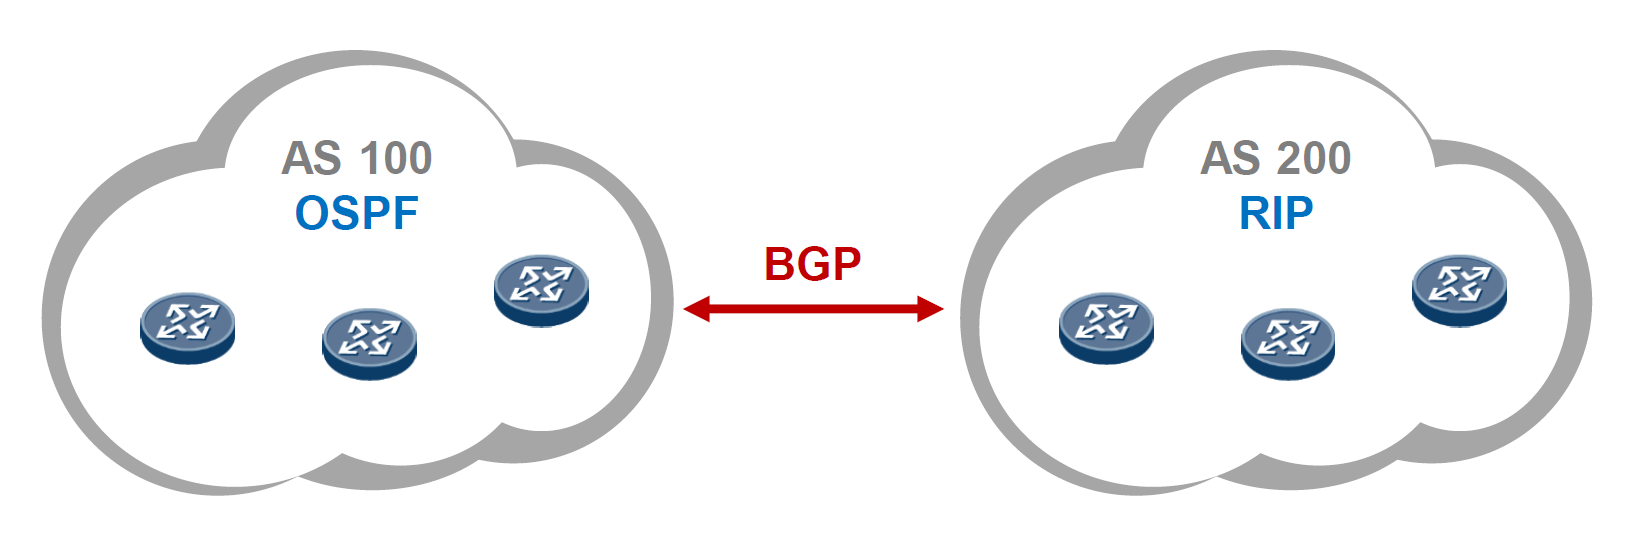 AS 100
OSPF
BGP
AS 200
RIP